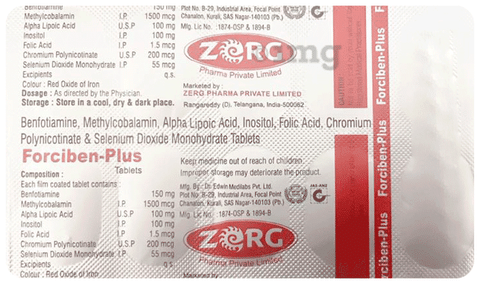 Benfotiamine 150 mg
Methylcobalamin I.P 1500 mcg
Alpha Lipoic Acid U.S.P 100 mg
Inositol I.P 100 mg
Folic Acid I.P 1.5 mcg
Chromium Polynicotinate U.S.P 200 mcg
Selenium Dioxide Monohydrate I.P 55 mcg
Excipients q.s.
Colour : Red Oxide of Iron
Dosage : As directed by the Physician.
Storage : Store in a cool, dry & dark place.
Plot No. B-29, Industrial Area, Focal Point
Chanalon, Kurali, SAS Nagar-140103 (Ph.)
Mfg. Lic No. : 1874-OSP & 1894-B
ZORG
Pharma Private Limited
Marketed by :
ZERG PHARMA PRIVATE LIMITED
Rangareddy (D), Telangana, India-500062
Benfotiamine, Methylcobalamin, Alpha Lipoic Acid, Inositol, Folic Acid, Chromium
Polynicotinate & Selenium Dioxide Monohydrate Tablets
Forciben-Plus
Tablets
Keep medicine out of reach of children.
Improper storage may deteriorate the product.
Composition :
Each film coated tablet contains:
Benfotiamine 150 mg
Methylcobalamin I.P 1500 mcg
Alpha Lipoic Acid U.S.P 100 mg
Inositol I.P 100 mg
Folic Acid I.P 1.5 mcg
Chromium Polynicotinate U.S.P 200 mcg
Selenium Dioxide Monohydrate I.P 55 mcg
Excipients q.s.
Colour : Red Oxide of Iron
Mfg. By : Dr. Edwin Medilabs Pvt. Ltd.
Plot No. B-29, Industrial Area, Focal Point
Chanalon, Kurali, SAS Nagar-140103 (Ph.)
Mfg. Lic No. : 1874-OSP & 1894-B
ZORG
Pharma Private Limited
Marketed by :
Forciben-Plus
Forciben-Plus